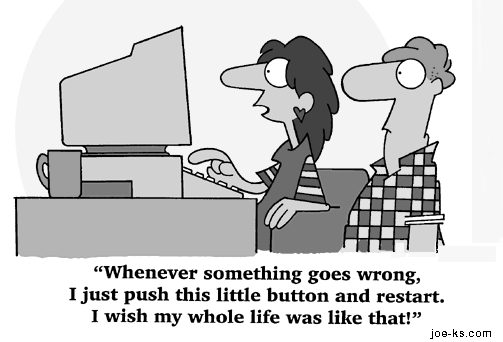 “Whenever something goes wrong,
I just push this little button and restart.
I wish my whole life was like that!”
joe-ks.com